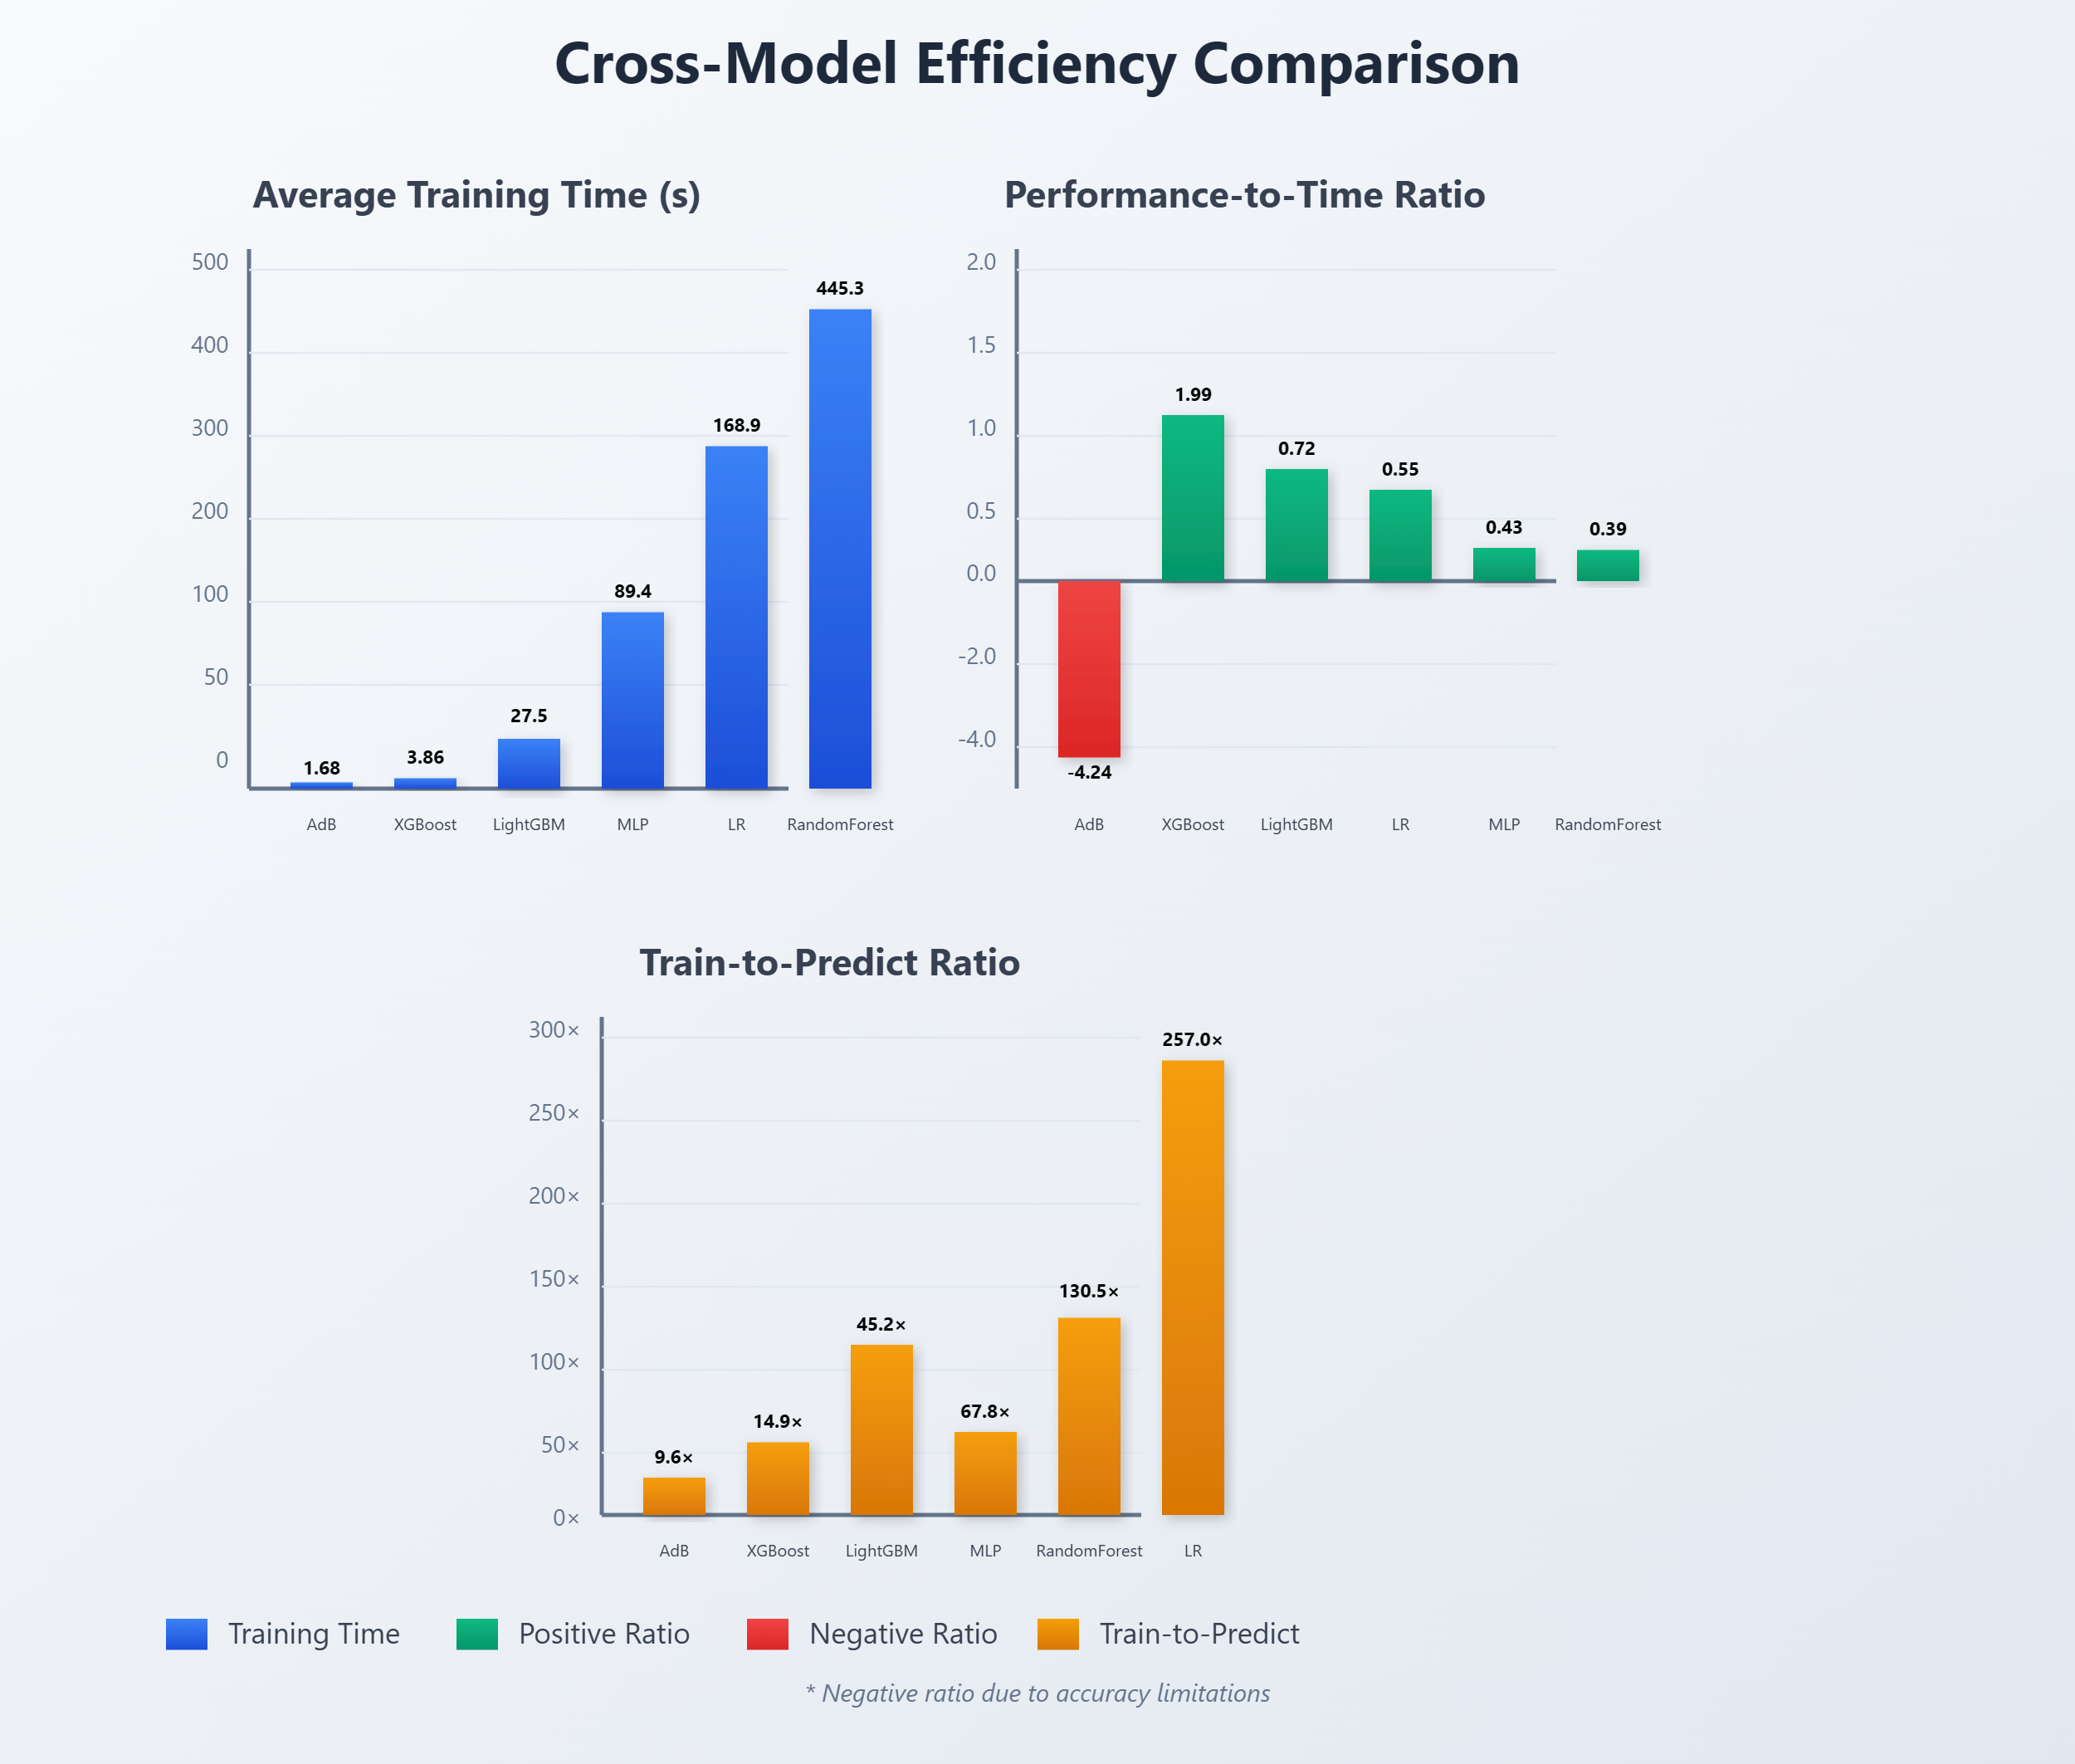 Cross-Model Efficiency Comparison
Average Training Time (s)
500
400
300
200
100
50
0
1.68
3.86
27.5
89.4
168.9
445.3
AdB
XGBoost
LightGBM
MLP
LR
RandomForest
Performance-to-Time Ratio
2.0
1.5
1.0
0.5
0.0
-2.0
-4.0
-4.24
1.99
0.72
0.55
0.43
0.39
AdB
XGBoost
LightGBM
LR
MLP
RandomForest
Train-to-Predict Ratio
300×
250×
200×
150×
100×
50×
0×
9.6×
14.9×
45.2×
67.8×
130.5×
257.0×
AdB
XGBoost
LightGBM
MLP
RandomForest
LR
Training Time
Positive Ratio
Negative Ratio
Train-to-Predict
* Negative ratio due to accuracy limitations